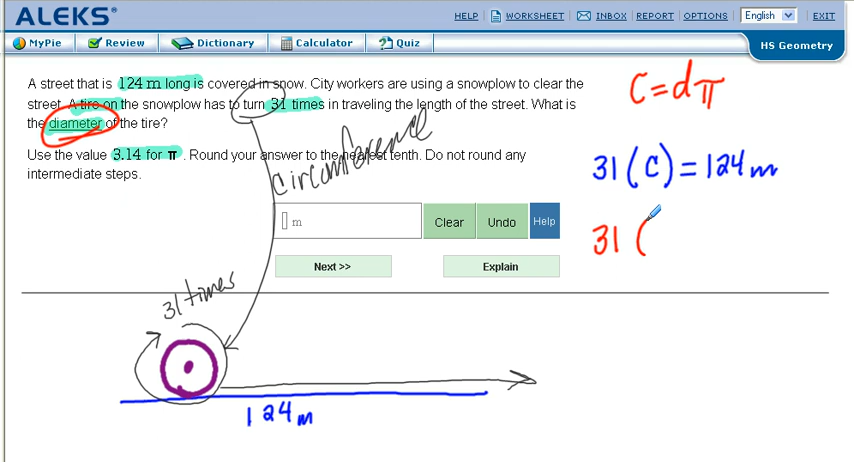 ALEKS®
HELP | WORKSHEET | INBOX | REPORT | OPTIONS English | EXIT
MyPie Review Dictionary Calculator Quiz HS Geometry
A street that is 124 m long is covered in snow. City workers are using a snowplow to clear the
street. A tire on the snowplow has to turn 31 times in traveling the length of the street. What is
the diameter of the tire?
Use the value 3.14 for π. Round your answer to the nearest tenth. Do not round any
intermediate steps.
C=dπ
31(C)=124m
31(
circumference
m Clear Undo Help
Next >> Explain
31 times
124m